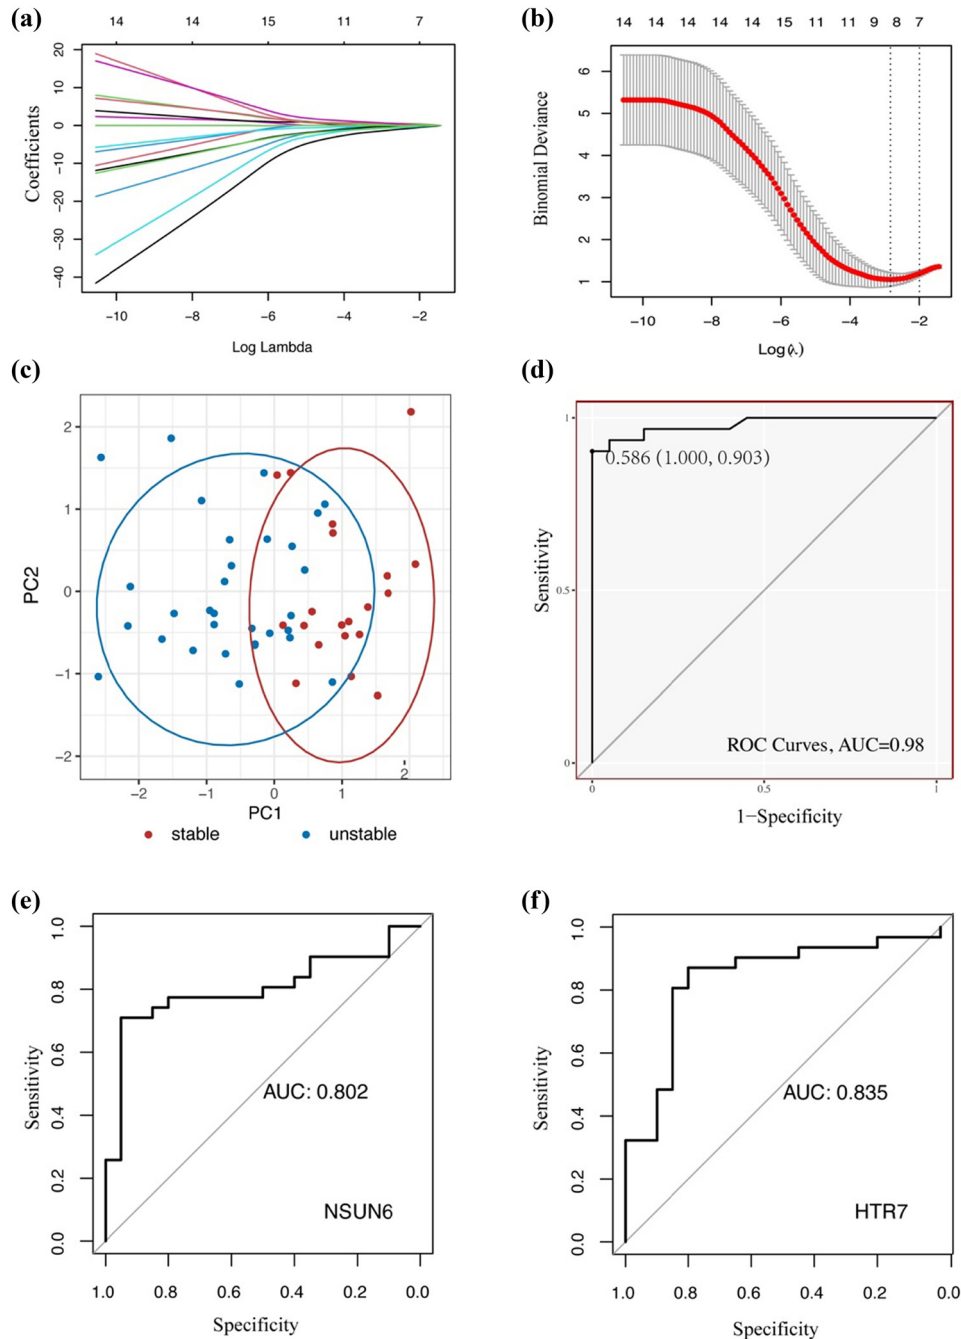 (a)
14 14 15 11 7
20
10
0
−10
−20
−30
−40
Coefficients
−10 −8 −6 −4 −2
Log Lambda
(b)
14 14 14 14 14 15 11 11 9 8 7
6
5
4
3
2
1
Binomial Deviance
−10 −8 −6 −4 −2
Log(λ)
(c)
2
1
0
−1
−2
PC2
2
−2 −1 0 1
PC1
stable unstable
(d)
1
0.5
0
Sensitivity
0.586 (1.000, 0.903)
ROC Curves, AUC=0.98
0 0.5 1
1−Specificity
(e)
1.0
0.8
0.6
0.4
0.2
0.0
Sensitivity
AUC: 0.802
NSUN6
1.0 0.8 0.6 0.4 0.2 0.0
Specificity
(f)
1.0
0.8
0.6
0.4
0.2
0.0
Sensitivity
AUC: 0.835
HTR7
1.0 0.8 0.6 0.4 0.2 0.0
Specificity